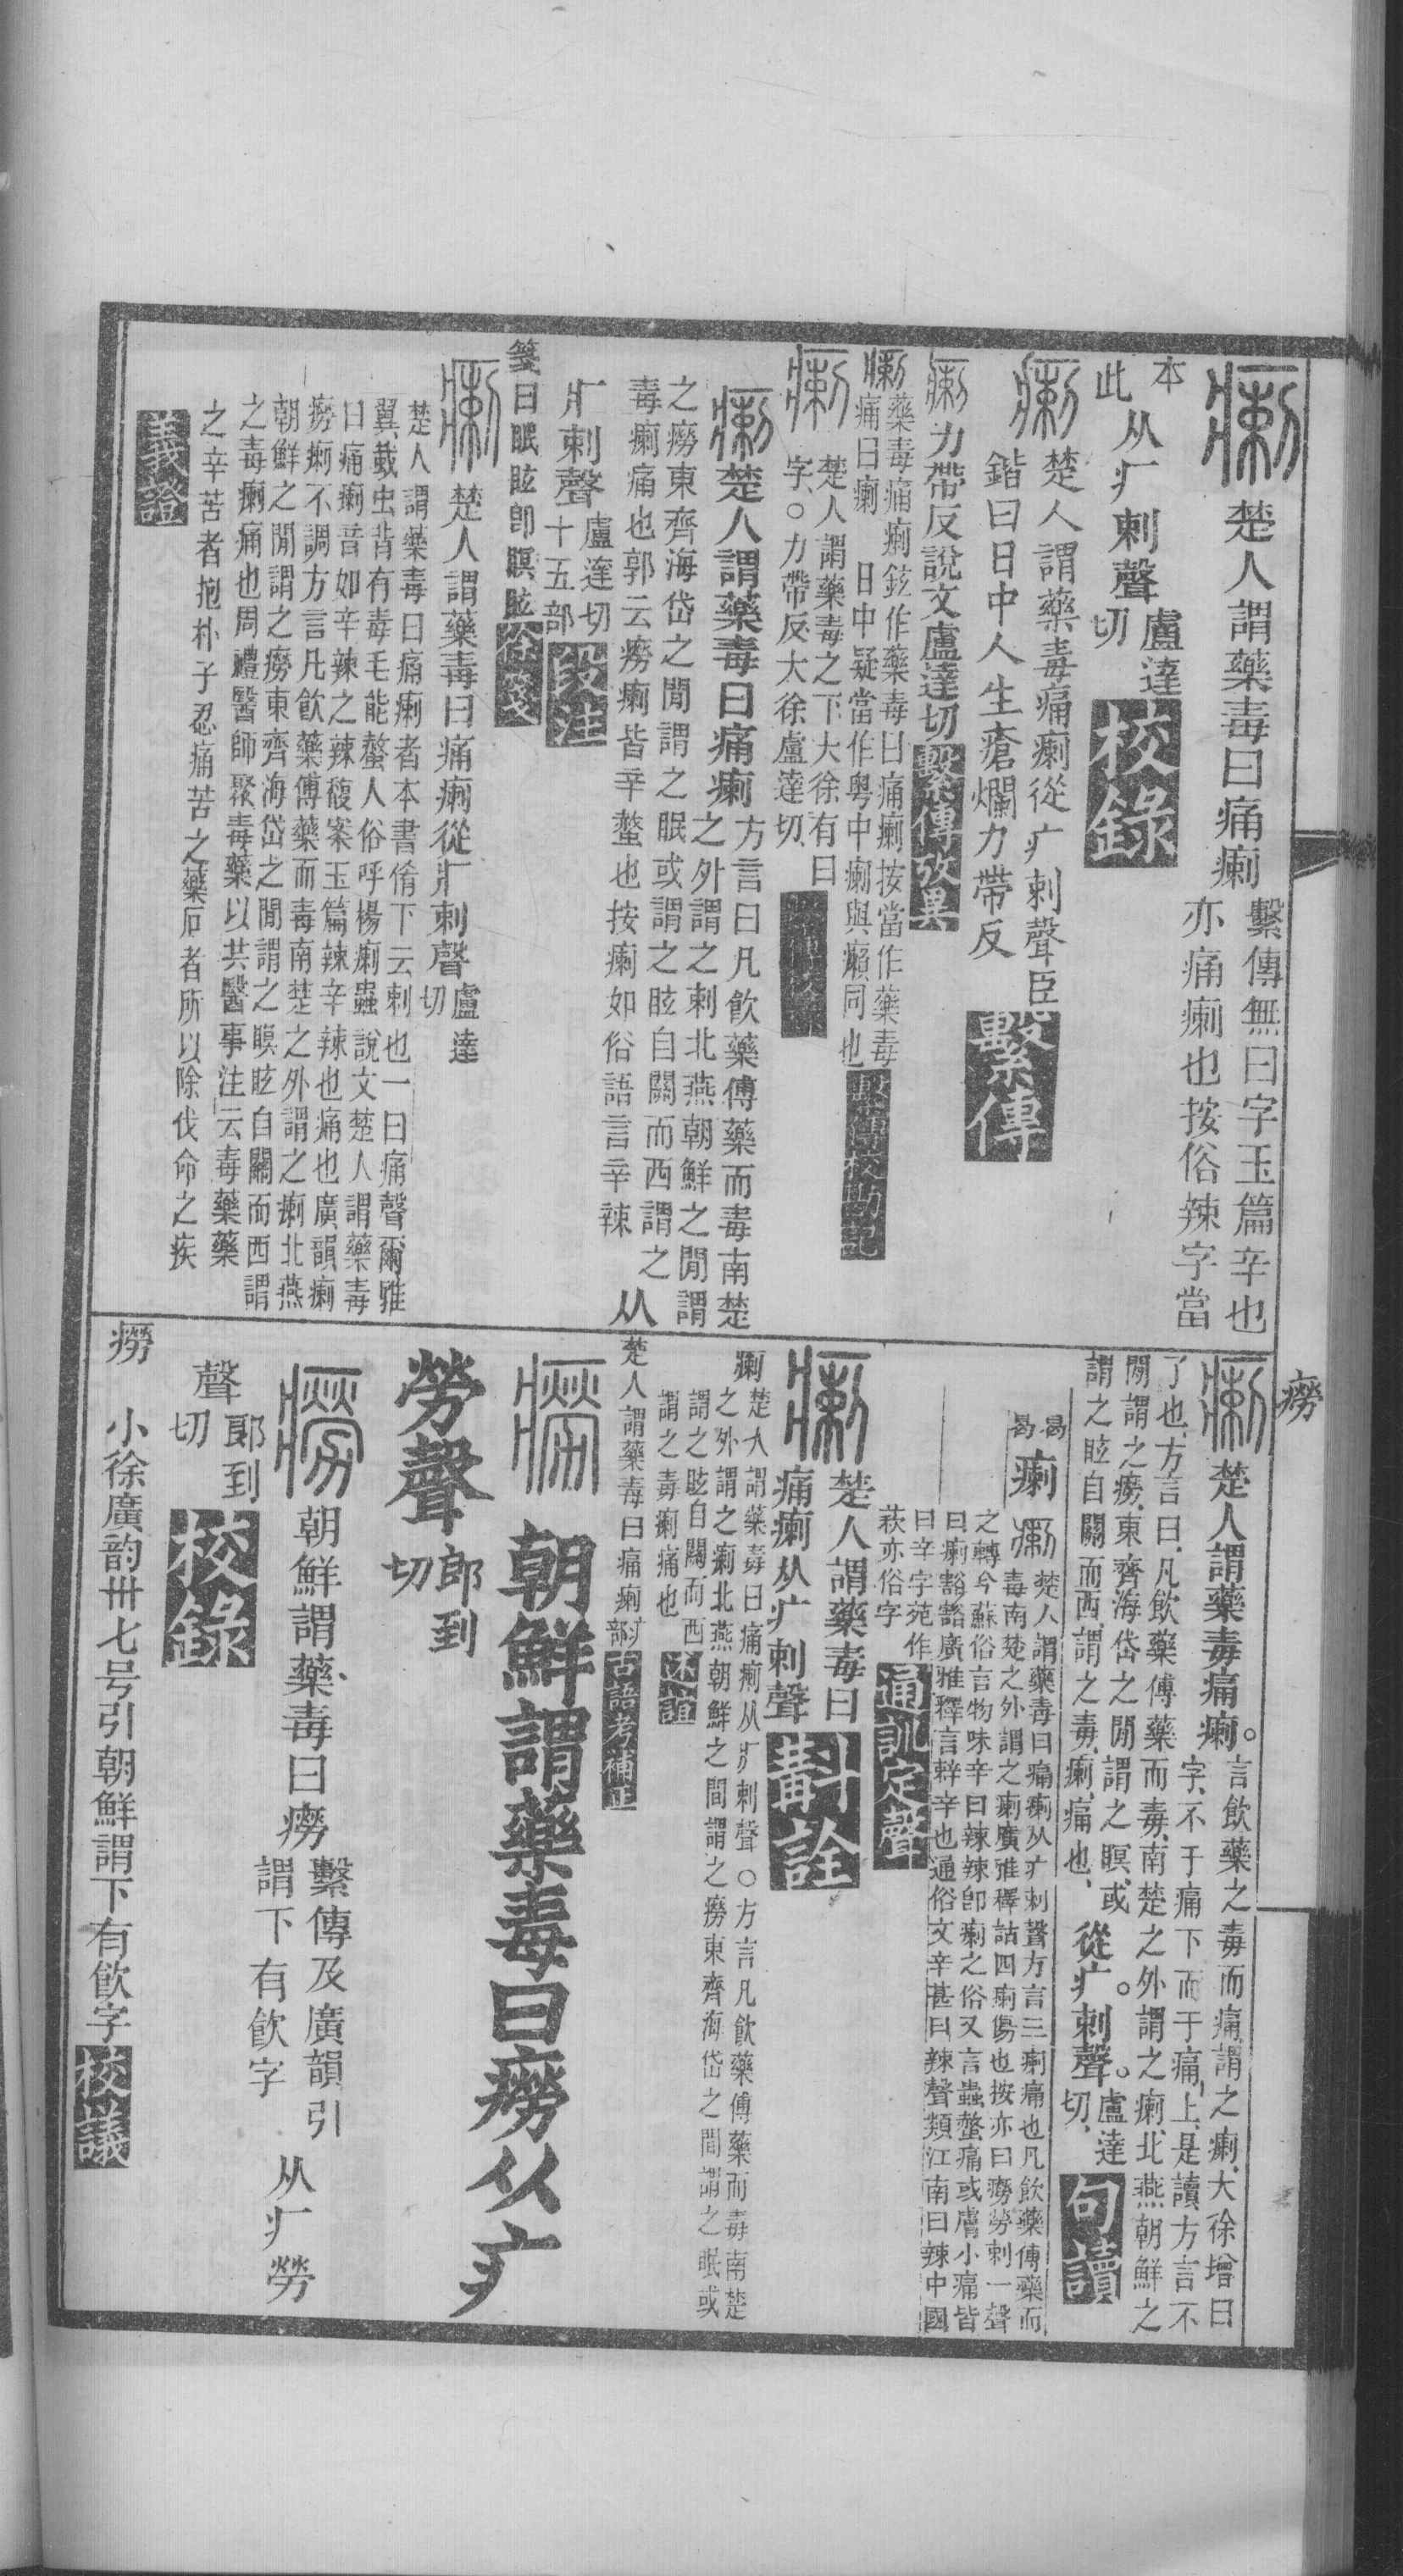 癆
楚人謂藥毒曰痛瘌
繫傳無曰字玉篇辛也
亦痛瘌也按俗辣字當
本
此
从疒剌聲
盧達
切
校錄
楚人謂藥毒痛瘌從疒剌聲臣
鍇曰日中人生瘡爛力帶反
繫傳
力帶反說文盧達切
繫傳攷異
藥毒痛瘌鉉作藥毒曰痛瘌按當作藥毒
痛曰瘌 日中疑當作粵中瘌與癩同也
繫傳校勘記
楚人謂藥毒之下大徐有曰
字○力帶反大徐盧達切
楚人謂藥毒曰痛瘌
方言曰凡飲藥傅藥而毒南楚
之外謂之剌北燕朝鮮之閒謂
之癆東齊海岱之閒謂之眠或謂之眩自關而西謂之
毒瘌痛也郭云癆瘌皆辛螫也按瘌如俗語言辛辣
从
疒剌聲
盧達切
十五部
段注
箋曰眠眩卽瞑眩
徐箋
楚人謂藥毒曰痛瘌從疒剌聲
盧達
切
楚人謂藥毒曰痛瘌者本書㾊下云剌也一曰痛聲爾雅
翼蛓虫背有毒毛能螫人俗呼楊瘌蟲說文楚人謂藥毒
曰痛瘌音如辛辣之辣馥案玉篇辣辛辣也痛也廣韻瘌
癆瘌不調方言凡飲藥傅藥而毒南楚之外謂之瘌北燕
朝鮮之閒謂之癆東齊海岱之閒謂之瞑眩自關而西謂
之毒瘌痛也周禮醫師聚毒藥以共醫事注云毒藥藥
之辛苦者抱朴子忍痛苦之藥石者所以除伐命之疾
義證
楚人謂藥毒痛瘌。
言飲藥之毒而痛謂之瘌、大徐增曰
字、不于痛下而于痛上、是讀方言不
了也、方言曰、凡飲藥傅藥而毒、南楚之外謂之瘌、北燕朝鮮之
閒謂之癆、東齊海岱之閒謂之瞑、或
謂之眩自關而西、謂之毒、瘌、痛也、
從疒。剌聲。
盧達
切、
句讀
瘌
楚人謂藥毒曰痛瘌从疒剌聲方言三瘌痛也凡飲藥傅藥而
毒南楚之外謂之瘌廣雅釋詁四瘌傷也按亦曰癆勞剌一聲
之轉今蘇俗言物味辛曰辣辣卽瘌之俗又言蟲螫痛或膚小痛皆
曰瘌豁豁廣雅釋言辢辛也通俗文辛甚曰辣聲類江南曰辣中國
曰辛字苑作
䓶亦俗字
通訓定聲
楚人謂藥毒曰
痛瘌从疒剌聲
斠詮
瘌
楚人謂藥毒曰痛瘌从疒剌聲○方言凡飲藥傅藥而毒南楚
之外謂之瘌北燕朝鮮之間謂之癆東齊海岱之間謂之眠或
謂之眩自關而西
謂之毒瘌痛也
述誼
楚人謂藥毒曰痛瘌
疒部
古語考補正
朝鮮謂藥毒曰癆从疒
勞聲
郎到
切
朝鮮謂藥毒曰癆
繫傳及廣韻引
謂下有飲字
从疒勞
聲
郎到
切
校錄
癆 小徐廣韵卅七号引朝鮮謂下有飲字
校議